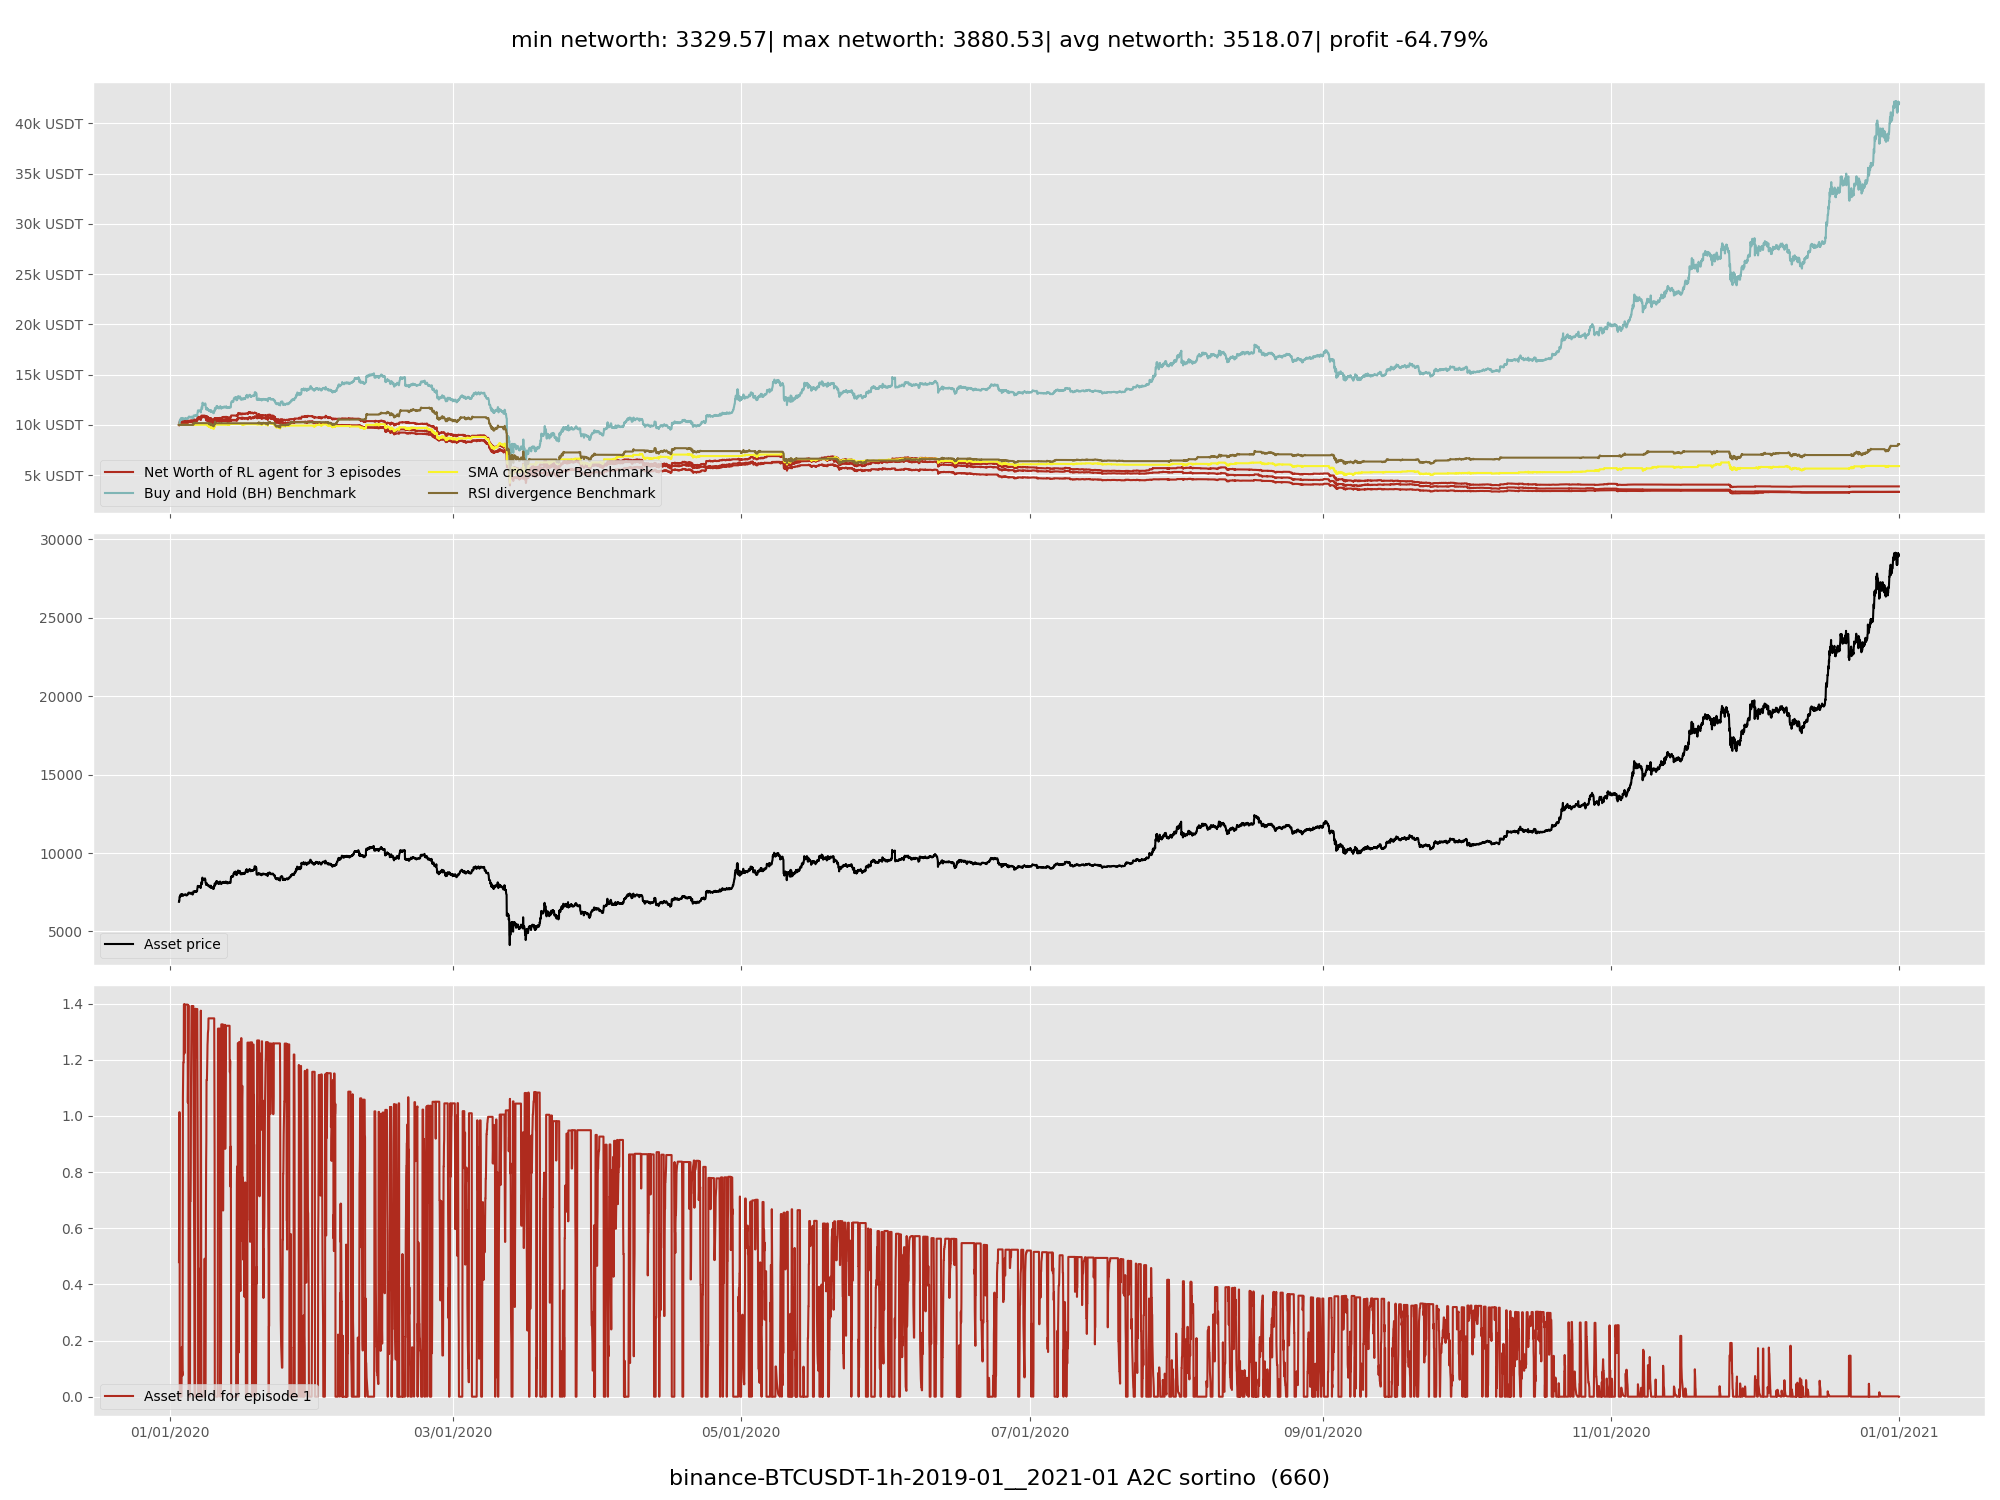 min networth: 3329.57| max networth: 3880.53| avg networth: 3518.07| profit -64.79%
40k USDT
35k USDT
30k USDT
25k USDT
20k USDT
15k USDT
10k USDT
5k USDT
Net Worth of RL agent for 3 episodes
Buy and Hold (BH) Benchmark
SMA crossover Benchmark
RSI divergence Benchmark
30000
25000
20000
15000
10000
5000
Asset price
1.4
1.2
1.0
0.8
0.6
0.4
0.2
0.0
Asset held for episode 1
01/01/2020
03/01/2020
05/01/2020
07/01/2020
09/01/2020
11/01/2020
01/01/2021
binance-BTCUSDT-1h-2019-01__2021-01 A2C sortino  (660)